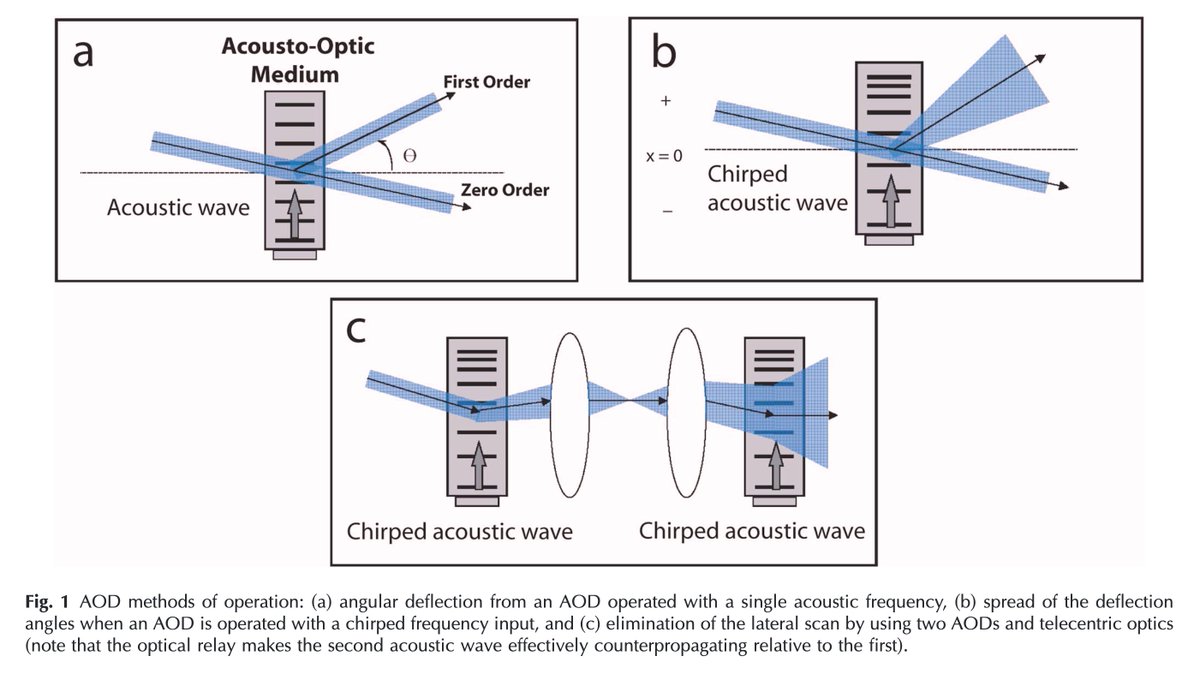 a
Acousto-Optic
Medium
First Order
Θ
Zero Order
Acoustic wave
b
+
x = 0
−
Chirped
acoustic wave
c
Chirped acoustic wave
Chirped acoustic wave
Fig. 1 AOD methods of operation: (a) angular deflection from an AOD operated with a single acoustic frequency, (b) spread of the deflection
angles when an AOD is operated with a chirped frequency input, and (c) elimination of the lateral scan by using two AODs and telecentric optics
(note that the optical relay makes the second acoustic wave effectively counterpropagating relative to the first).